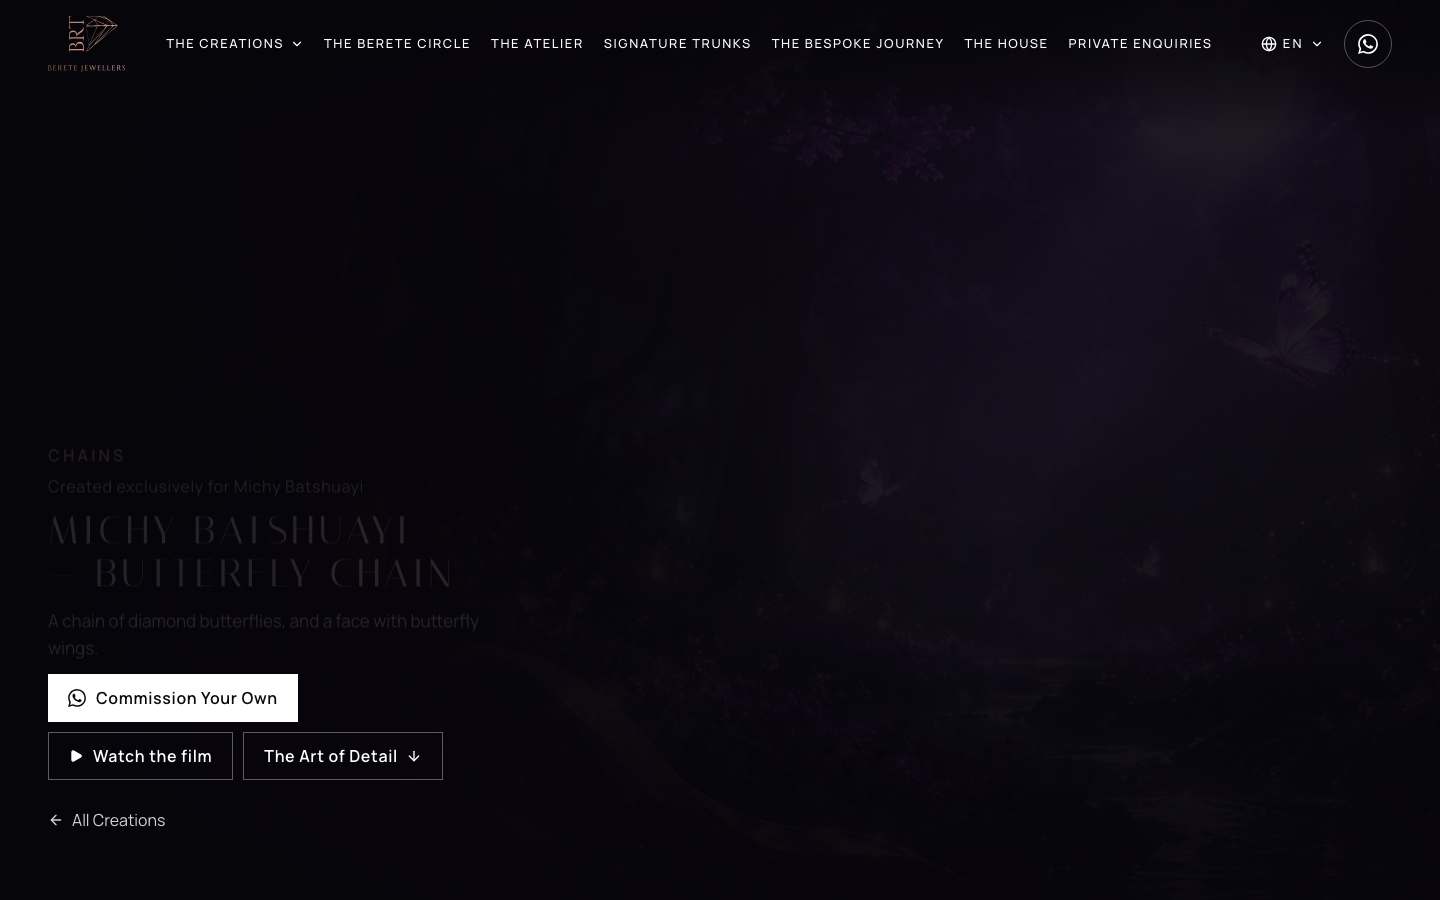 BRT
BERETE JEWELLERS
THE CREATIONS
THE BERETE CIRCLE
THE ATELIER
SIGNATURE TRUNKS
THE BESPOKE JOURNEY
THE HOUSE
PRIVATE ENQUIRIES
EN
CHAINS
Created exclusively for Michy Batshuayi
MICHY BATSHUAYI
— BUTTERFLY CHAIN
A chain of diamond butterflies, and a face with butterfly
wings.
Commission Your Own
Watch the film
The Art of Detail
All Creations